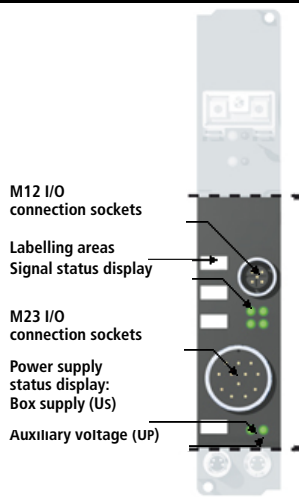 M12 I/O
connection sockets
Labelling areas
Signal status display
M23 I/O
connection sockets
Power supply
status display:
Box supply (US)
Auxiliary voltage (UP)